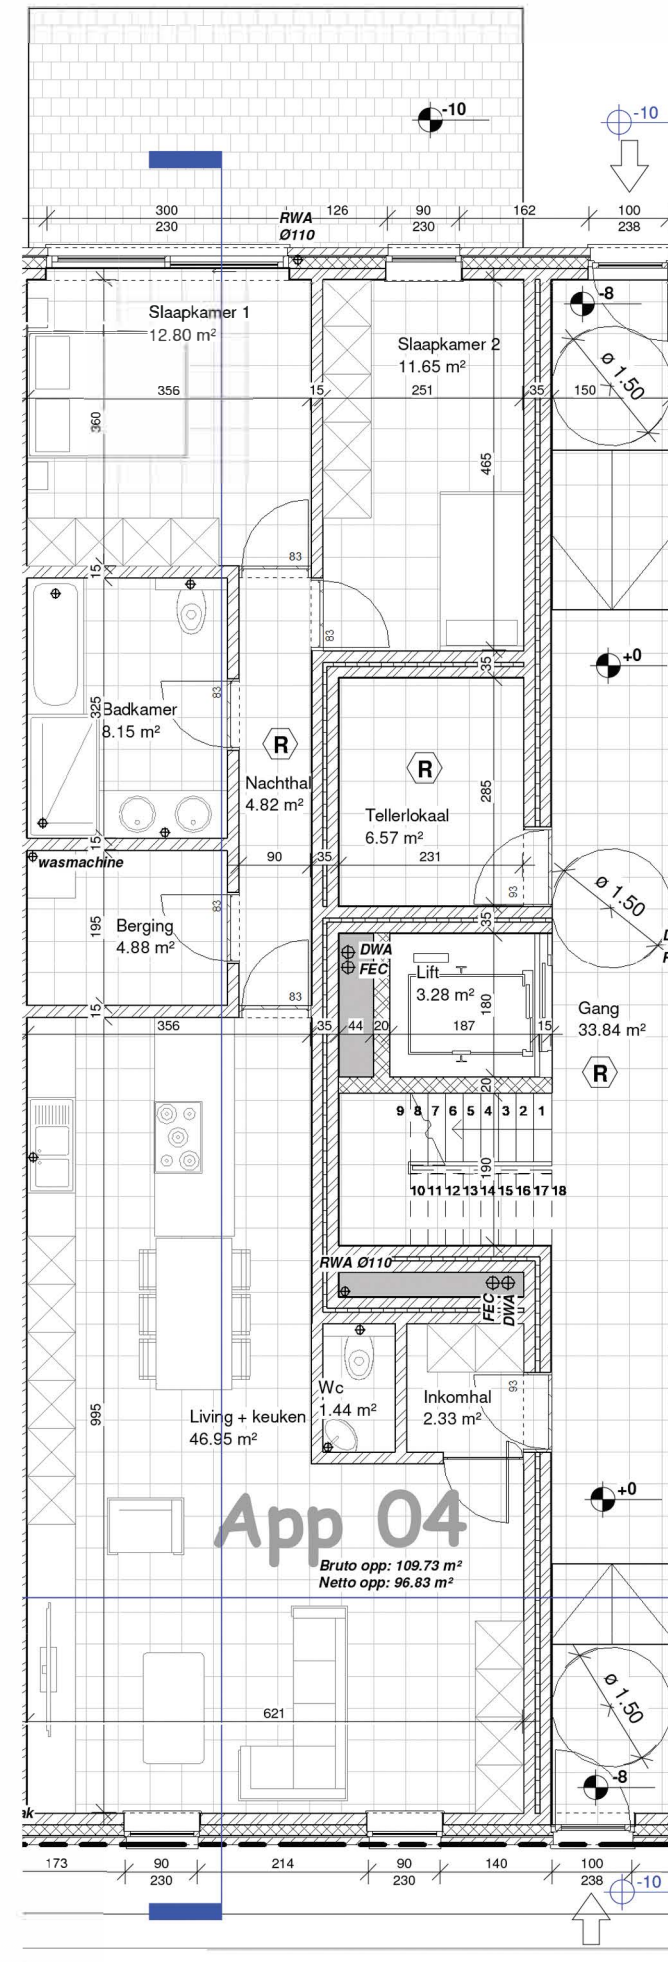 -10
-10
300
126
90
162
100
230
RWA
Ø110
230
238
-8
Slaapkamer 1
12.80 m²
Slaapkamer 2
11.65 m²
ø 1.50
356
15
251
35
150
360
465
83
15
83
35
+0
83
325
Badkamer
8.15 m²
R
R
Nachthal
4.82 m²
285
Tellerlokaal
6.57 m²
15
wasmachine
90
35
231
93
ø 1.50
83
195
Berging
4.88 m²
35
DWA
FEC
Lift
3.28 m²
180
Gang
33.84 m²
83
15
356
35
44
20
187
15
R
20
9 8 7 6 5 4 3 2 1
190
10 11 12 13 14 15 16 17 18
RWA Ø110
FEC
DWA
93
Wc
1.44 m²
Inkomhal
2.33 m²
995
Living + keuken
46.95 m²
+0
App 04
Bruto opp: 109.73 m²
Netto opp: 96.83 m²
ø 1.50
621
-8
173
90
214
90
140
100
230
230
238
-10